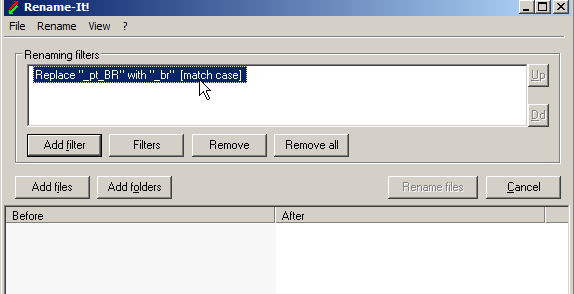 Rename-It!
File Rename View ?
Renaming filters
Replace "_pt_BR" with "_br" [match case]
Up
Dd
Add filter Filters Remove Remove all
Add files Add folders Rename files Cancel
Before After